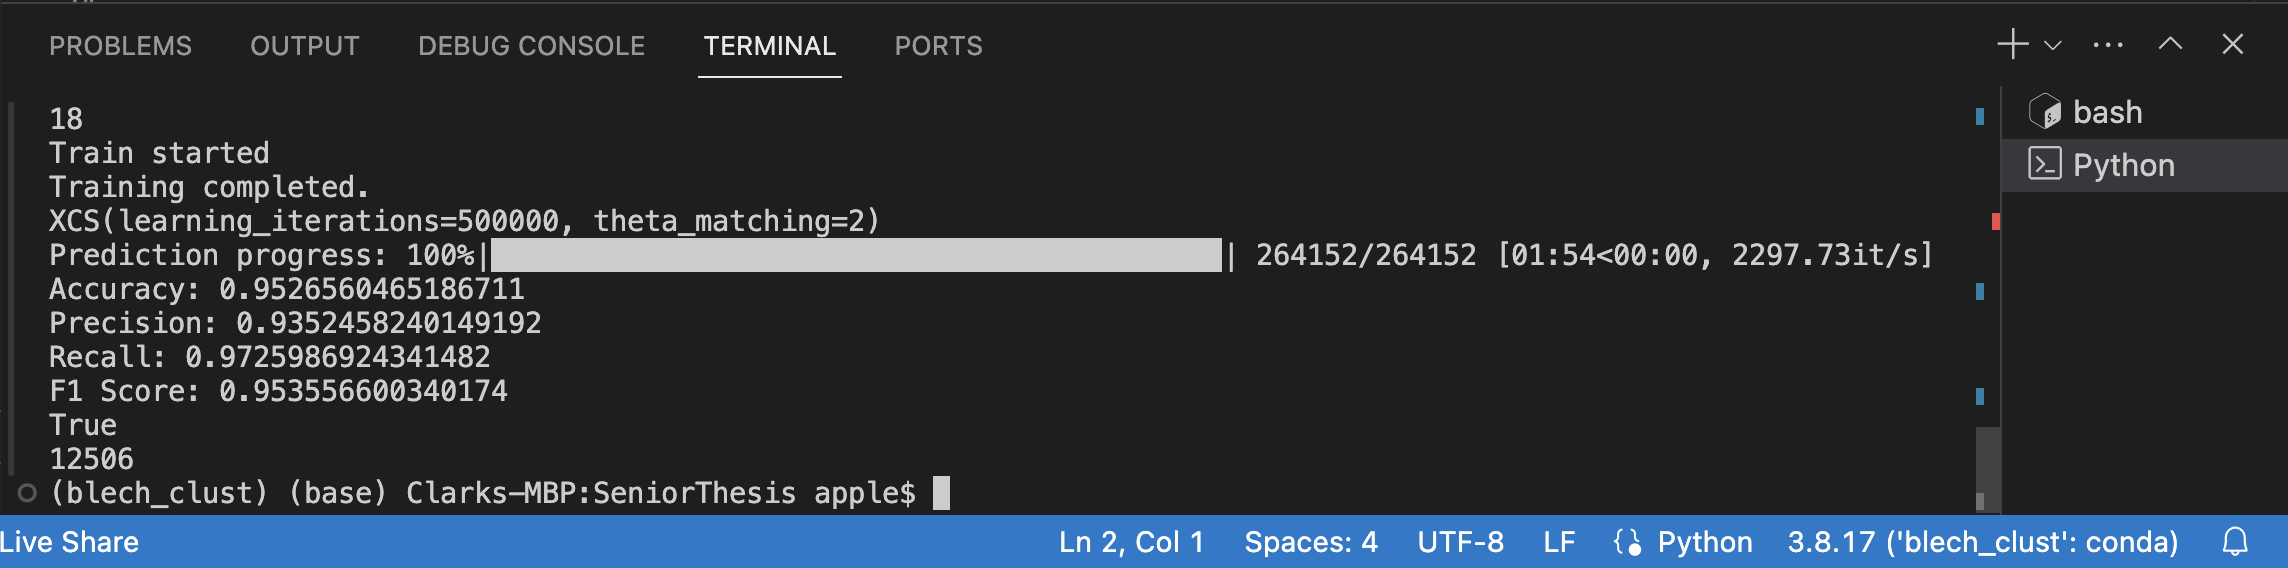 PROBLEMS OUTPUT DEBUG CONSOLE TERMINAL PORTS
18
Train started
Training completed.
XCS(learning_iterations=500000, theta_matching=2)
Prediction progress: 100%|██████████| 264152/264152 [01:54<00:00, 2297.73it/s]
Accuracy: 0.9526560465186711
Precision: 0.9352458240149192
Recall: 0.9725986924341482
F1 Score: 0.953556600340174
True
12506
(blech_clust) (base) Clarks-MBP:SeniorThesis apple$
bash
Python
Live Share Ln 2, Col 1 Spaces: 4 UTF-8 LF Python 3.8.17 ('blech_clust': conda)